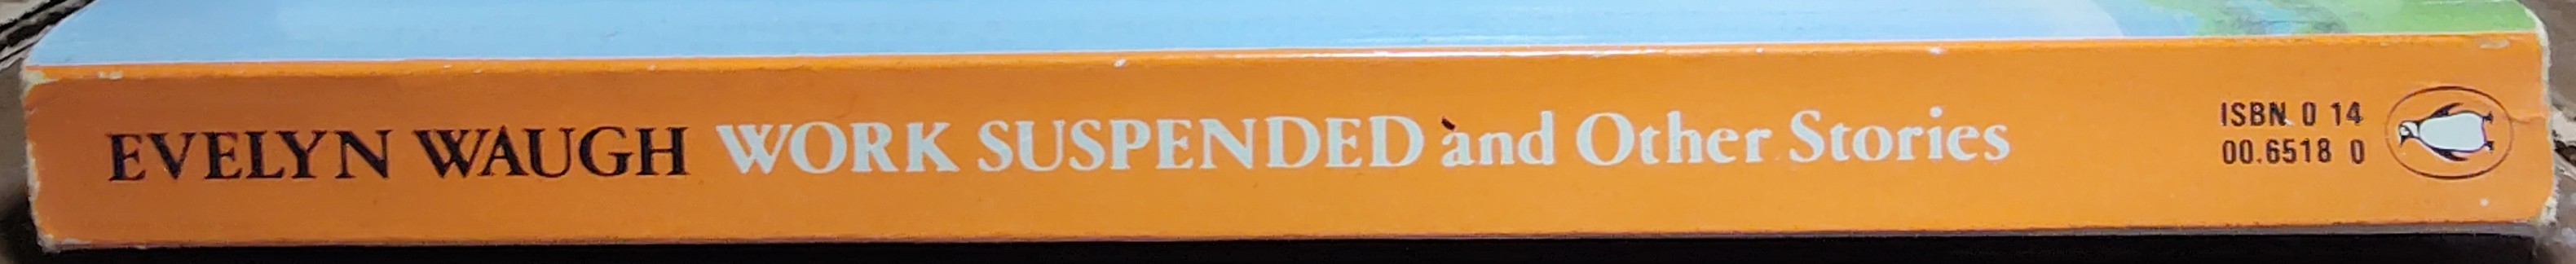 EVELYN WAUGH WORK SUSPENDED and Other Stories
ISBN 0 14
00.6518 0